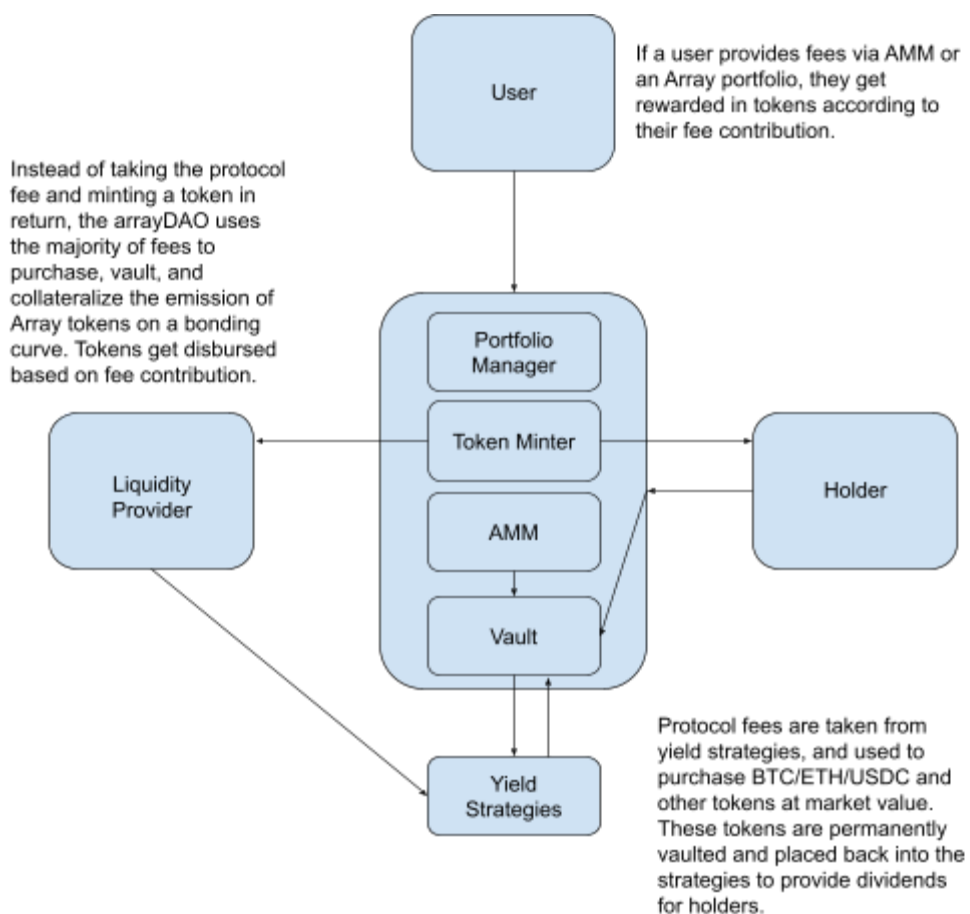 User
If a user provides fees via AMM or
an Array portfolio, they get
rewarded in tokens according to
their fee contribution.
Instead of taking the protocol
fee and minting a token in
return, the arrayDAO uses
the majority of fees to
purchase, vault, and
collateralize the emission of
Array tokens on a bonding
curve. Tokens get disbursed
based on fee contribution.
Portfolio
Manager
Token Minter
Liquidity
Provider
Holder
AMM
Vault
Yield
Strategies
Protocol fees are taken from
yield strategies, and used to
purchase BTC/ETH/USDC and
other tokens at market value.
These tokens are permanently
vaulted and placed back into the
strategies to provide dividends
for holders.